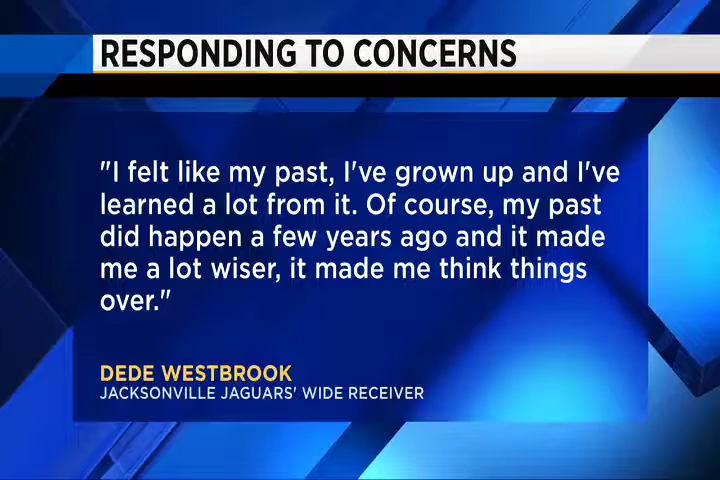 RESPONDING TO CONCERNS
"I felt like my past, I've grown up and I've
learned a lot from it. Of course, my past
did happen a few years ago and it made
me a lot wiser, it made me think things
over."
DEDE WESTBROOK
JACKSONVILLE JAGUARS' WIDE RECEIVER